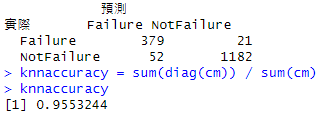 預測
實際 Failure NotFailure
Failure 379 21
NotFailure 52 1182
> knnaccuracy = sum(diag(cm)) / sum(cm)
> knnaccuracy
[1] 0.9553244